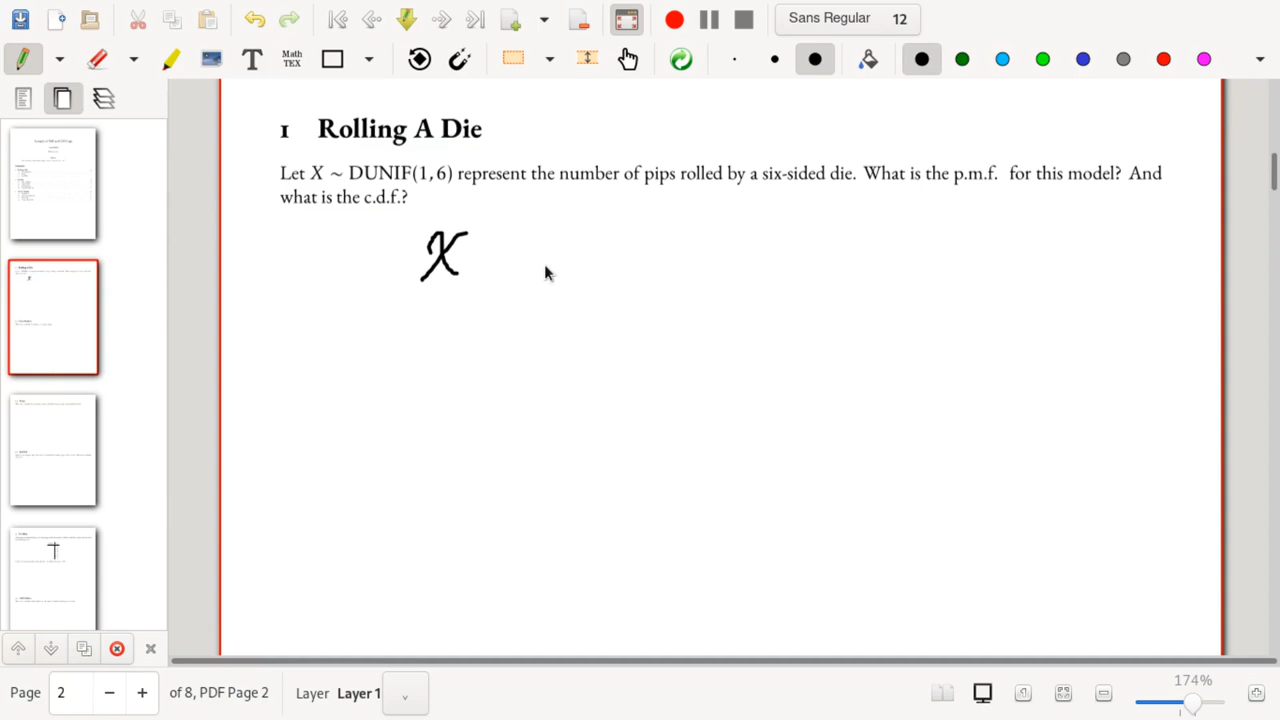 Sans Regular 12
T Math TEX
1 Rolling A Die
Let X ~ DUNIF(1, 6) represent the number of pips rolled by a six-sided die. What is the p.m.f. for this model? And
what is the c.d.f.?
X
Page 2 of 8, PDF Page 2 Layer Layer 1 174%